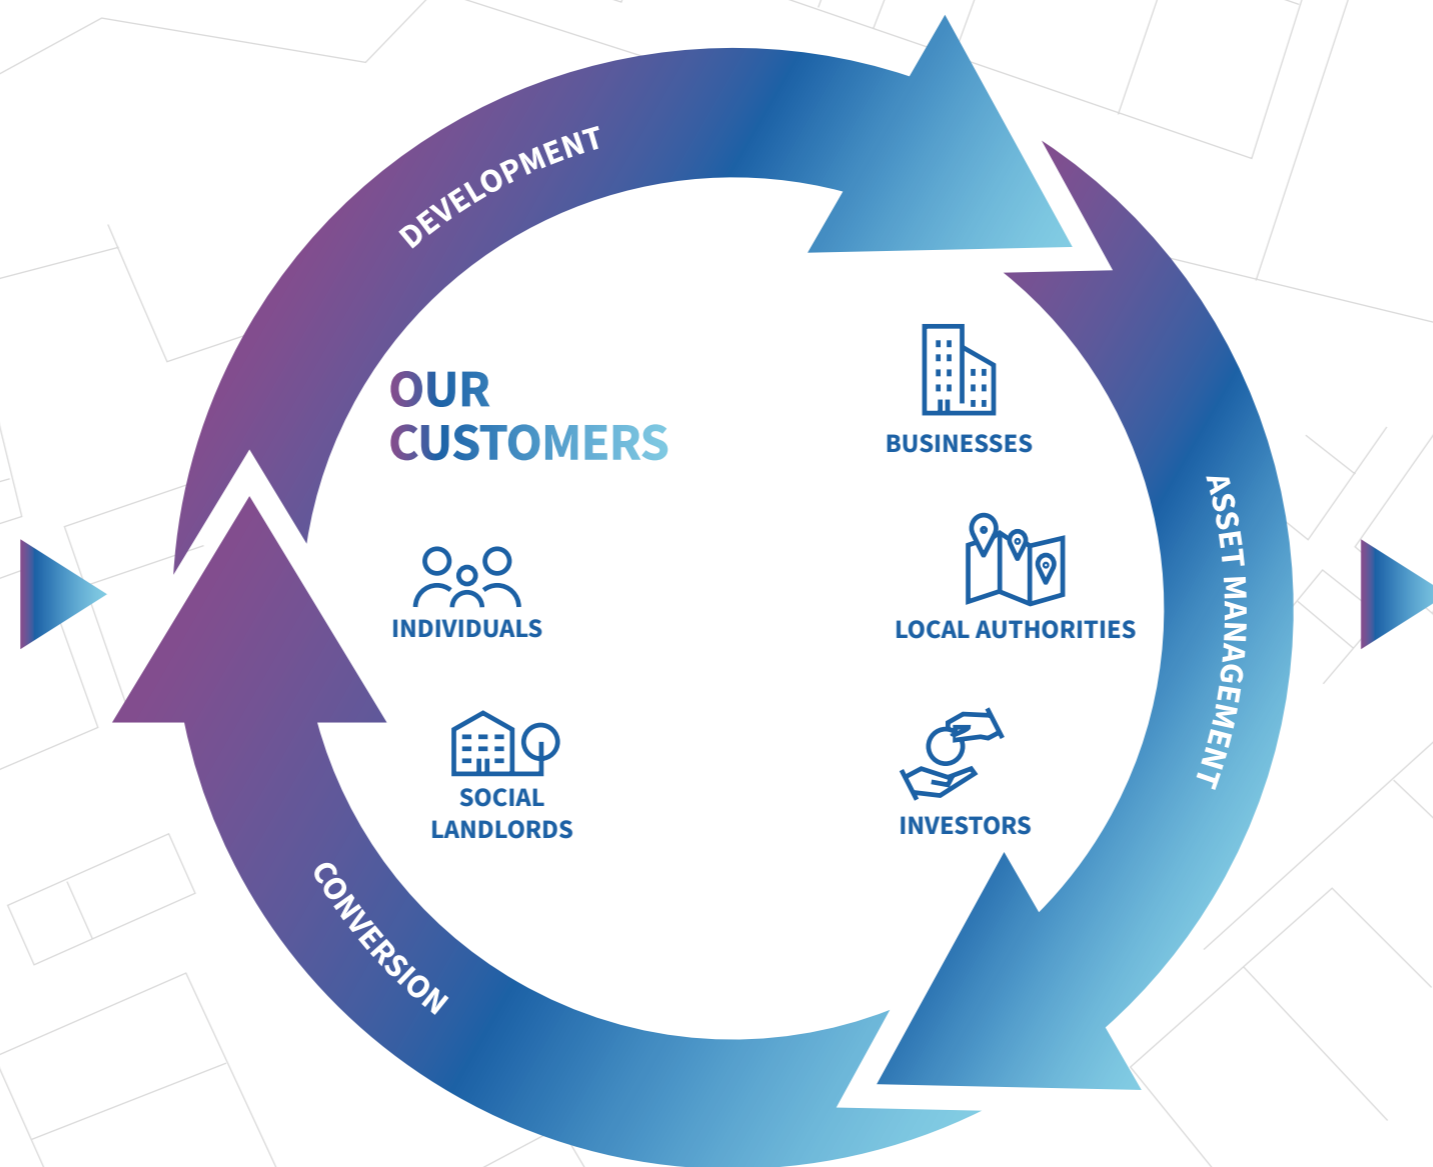 DEVELOPMENT
OUR
CUSTOMERS
BUSINESSES
ASSET MANAGEMENT
INDIVIDUALS
LOCAL AUTHORITIES
SOCIAL
LANDLORDS
INVESTORS
CONVERSION